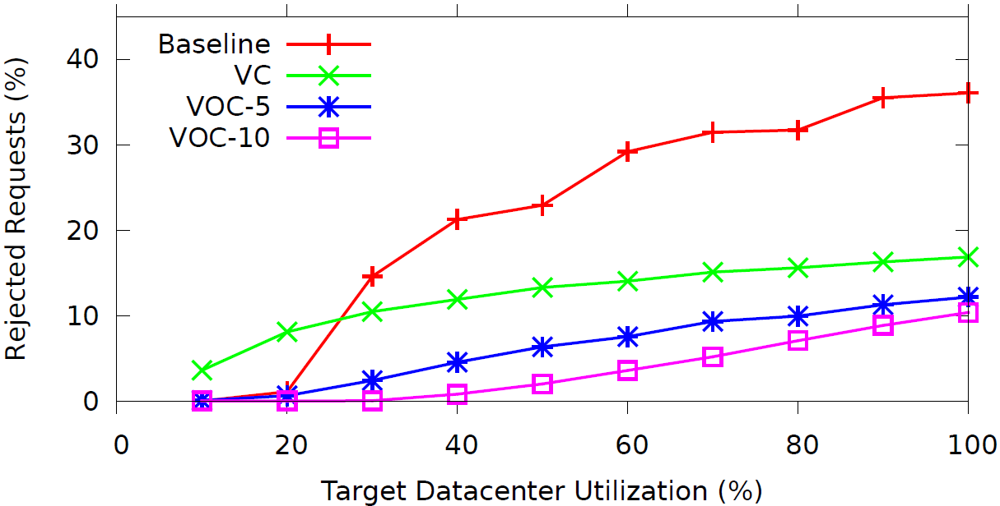 Baseline
VC
VOC-5
VOC-10
Rejected Requests (%)
40
30
20
10
0
0 20 40 60 80 100
Target Datacenter Utilization (%)